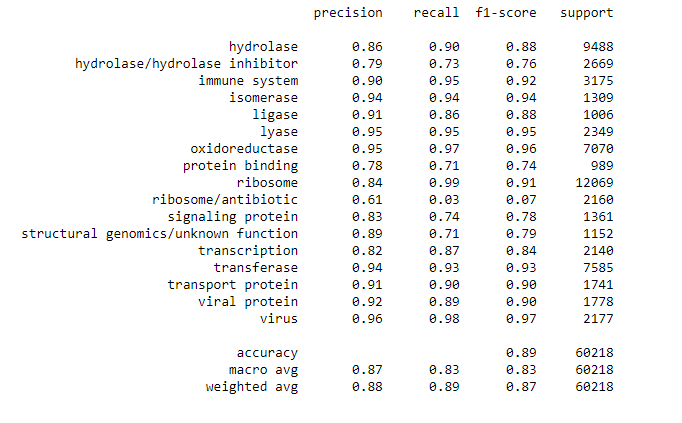 precision recall f1-score support
hydrolase 0.86 0.90 0.88 9488
hydrolase/hydrolase inhibitor 0.79 0.73 0.76 2669
immune system 0.90 0.95 0.92 3175
isomerase 0.94 0.94 0.94 1309
ligase 0.91 0.86 0.88 1006
lyase 0.95 0.95 0.95 2349
oxidoreductase 0.95 0.97 0.96 7070
protein binding 0.78 0.71 0.74 989
ribosome 0.84 0.99 0.91 12069
ribosome/antibiotic 0.61 0.03 0.07 2160
signaling protein 0.83 0.74 0.78 1361
structural genomics/unknown function 0.89 0.71 0.79 1152
transcription 0.82 0.87 0.84 2140
transferase 0.94 0.93 0.93 7585
transport protein 0.91 0.90 0.90 1741
viral protein 0.92 0.89 0.90 1778
virus 0.96 0.98 0.97 2177
accuracy 0.89 60218
macro avg 0.87 0.83 0.83 60218
weighted avg 0.88 0.89 0.87 60218